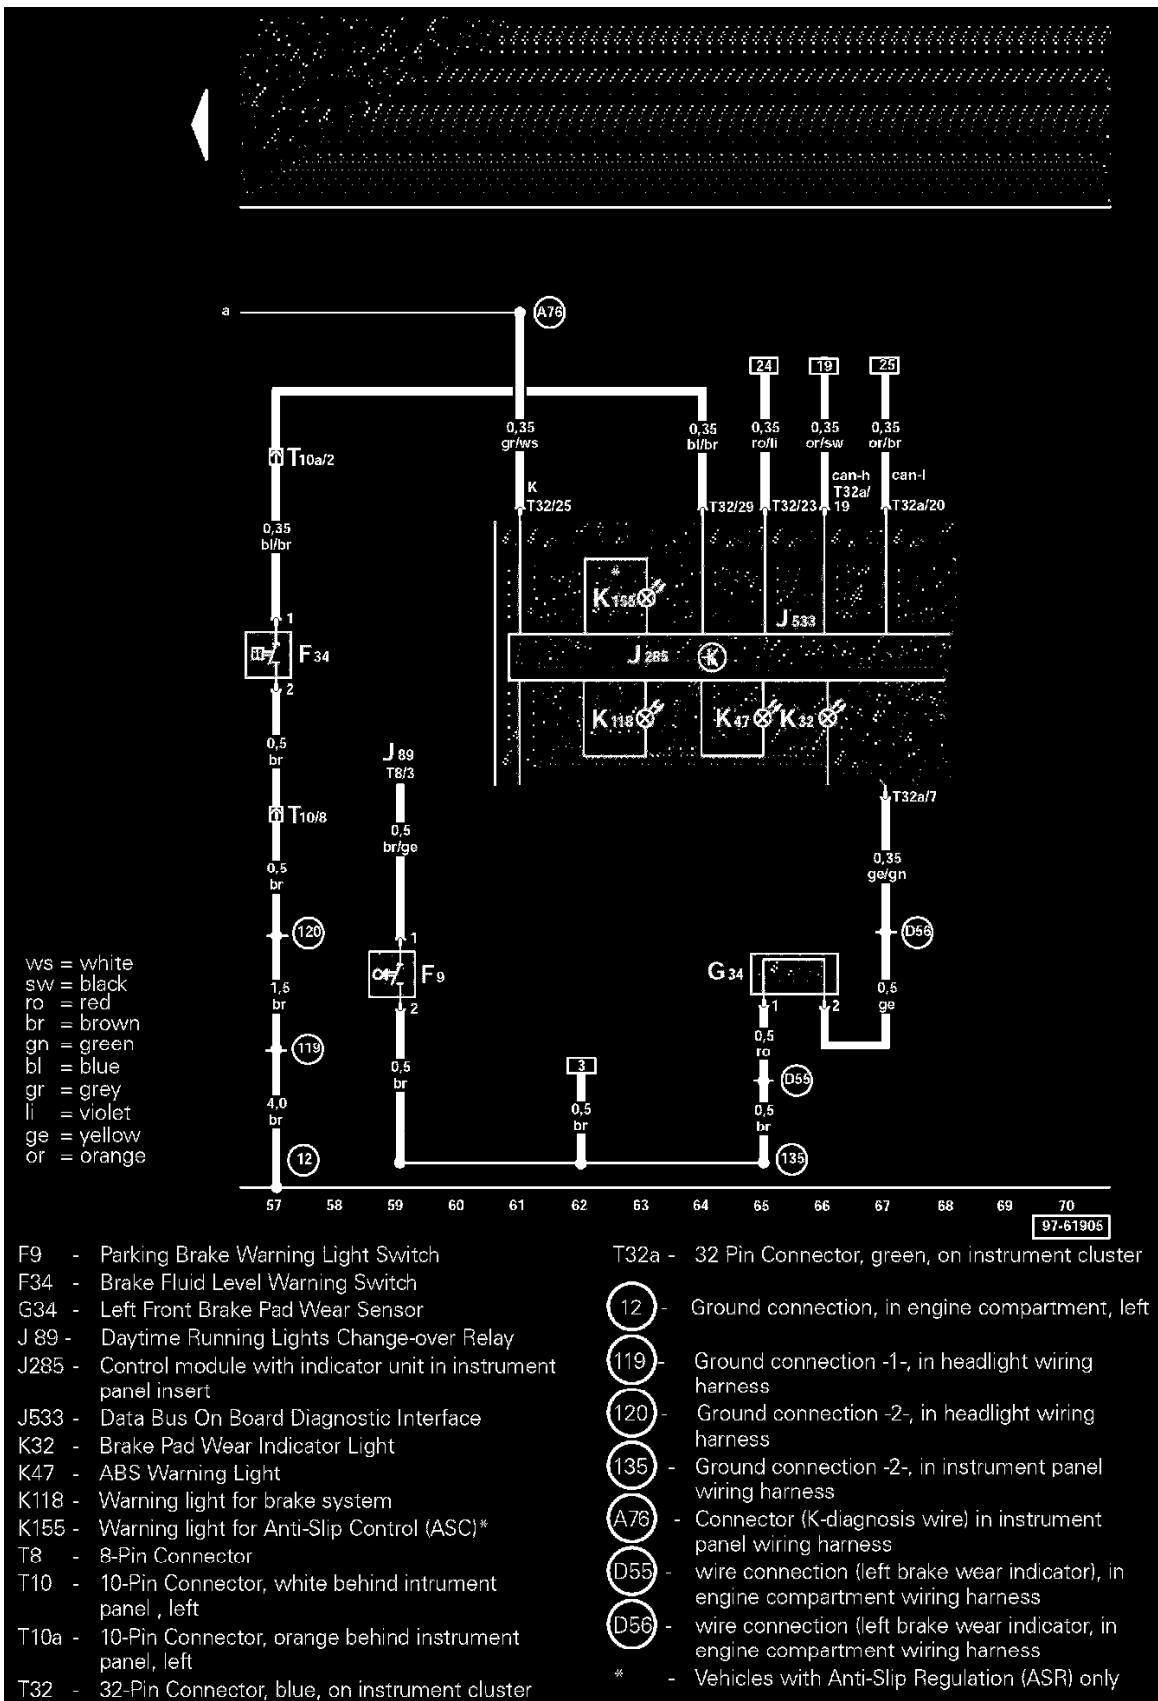 a
A76
24
19
25
0,35
gr/ws
0,35
bl/br
0,35
ro/li
0,35
or/sw
0,35
or/br
T10a/2
K
T32/25
T32/29
T32/23
can-h
T32a/
19
can-l
T32a/20
0,35
bl/br
*
K155
J533
1
F34
2
J285
K
K118
K47
K32
0,5
br
J89
T8/3
T32a/7
T10/8
0,5
br/ge
0,35
ge/gn
0,5
br
120
1
D56
F9
G34
2
1
2
0,5
ge
1,5
br
119
0,5
ro
0,5
br
3
D55
4,0
br
0,5
br
0,5
br
12
135
ws = white
sw = black
ro = red
br = brown
gn = green
bl = blue
gr = grey
li = violet
ge = yellow
or = orange
57 58 59 60 61 62 63 64 65 66 67 68 69 70
97-61905
F9 - Parking Brake Warning Light Switch
F34 - Brake Fluid Level Warning Switch
G34 - Left Front Brake Pad Wear Sensor
J 89 - Daytime Running Lights Change-over Relay
J285 - Control module with indicator unit in instrument
panel insert
J533 - Data Bus On Board Diagnostic Interface
K32 - Brake Pad Wear Indicator Light
K47 - ABS Warning Light
K118 - Warning light for brake system
K155 - Warning light for Anti-Slip Control (ASC)*
T8 - 8-Pin Connector
T10 - 10-Pin Connector, white behind intrument
panel , left
T10a - 10-Pin Connector, orange behind instrument
panel, left
T32 - 32-Pin Connector, blue, on instrument cluster
T32a - 32 Pin Connector, green, on instrument cluster
12 - Ground connection, in engine compartment, left
119 - Ground connection -1-, in headlight wiring
harness
120 - Ground connection -2-, in headlight wiring
harness
135 - Ground connection -2-, in instrument panel
wiring harness
A76 - Connector (K-diagnosis wire) in instrument
panel wiring harness
D55 - wire connection (left brake wear indicator), in
engine compartment wiring harness
D56 - wire connection (left brake wear indicator, in
engine compartment wiring harness
* - Vehicles with Anti-Slip Regulation (ASR) only